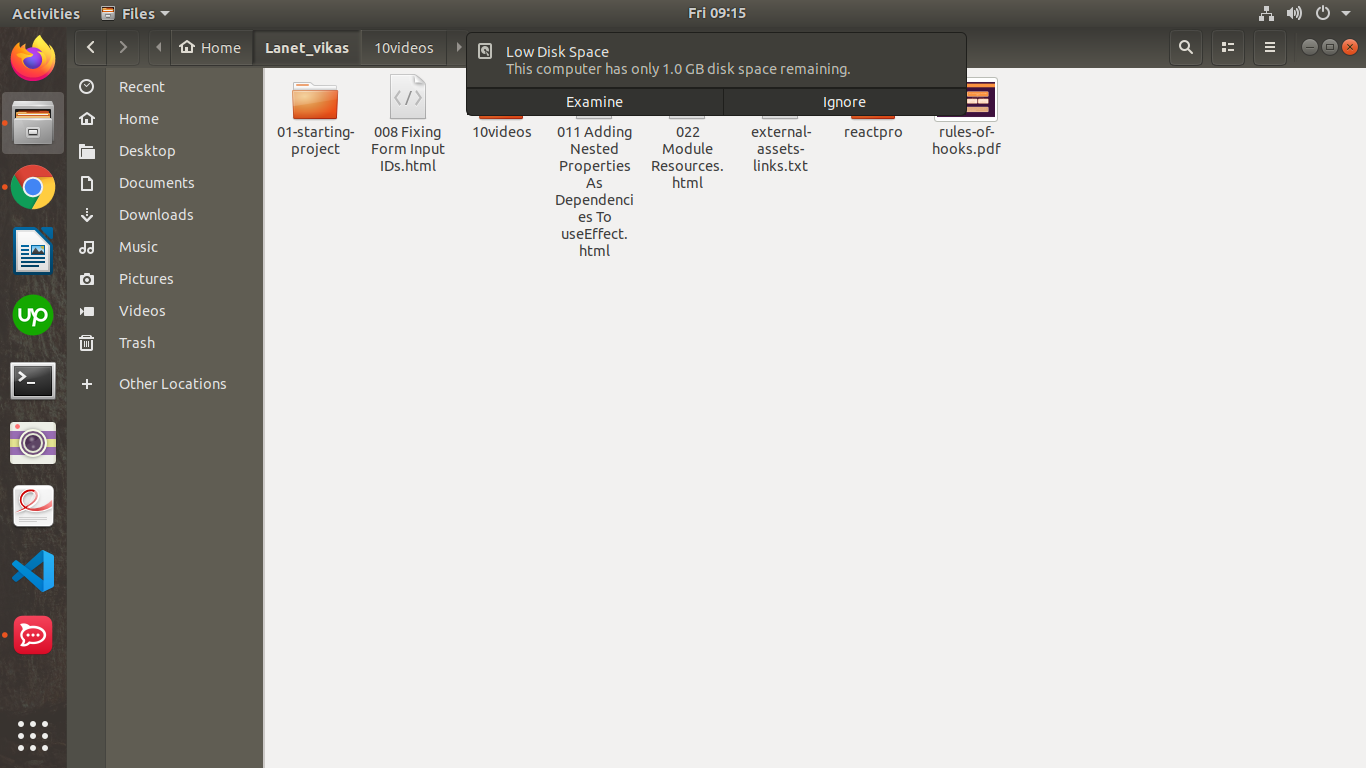 Activities
Files
Fri 09:15
Home
Lanet_vikas
10videos
Low Disk Space
This computer has only 1.0 GB disk space remaining.
Examine
Ignore
Recent
Home
Desktop
Documents
Downloads
Music
Pictures
Videos
Trash
Other Locations
01-starting-
project
008 Fixing
Form Input
IDs.html
10videos
011 Adding
Nested
Properties
As
Dependenci
es To
useEffect.
html
022
Module
Resources.
html
external-
assets-
links.txt
reactpro
rules-of-
hooks.pdf
up